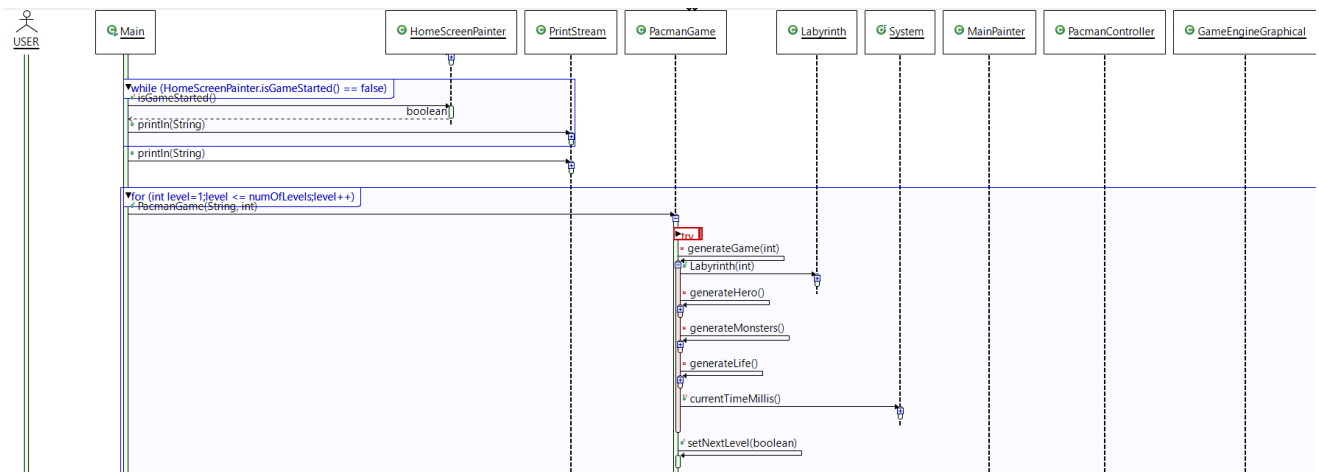 USER
Main
HomeScreenPainter
PrintStream
PacmanGame
Labyrinth
System
MainPainter
PacmanController
GameEngineGraphical
while (HomeScreenPainter.isGameStarted() == false)
isGameStarted()
boolean
println(String)
println(String)
for (int level=1;level <= numOfLevels;level++)
PacmanGame(String, int)
try
generateGame(int)
Labyrinth(int)
generateHero()
generateMonsters()
generateLife()
currentTimeMillis()
setNextLevel(boolean)